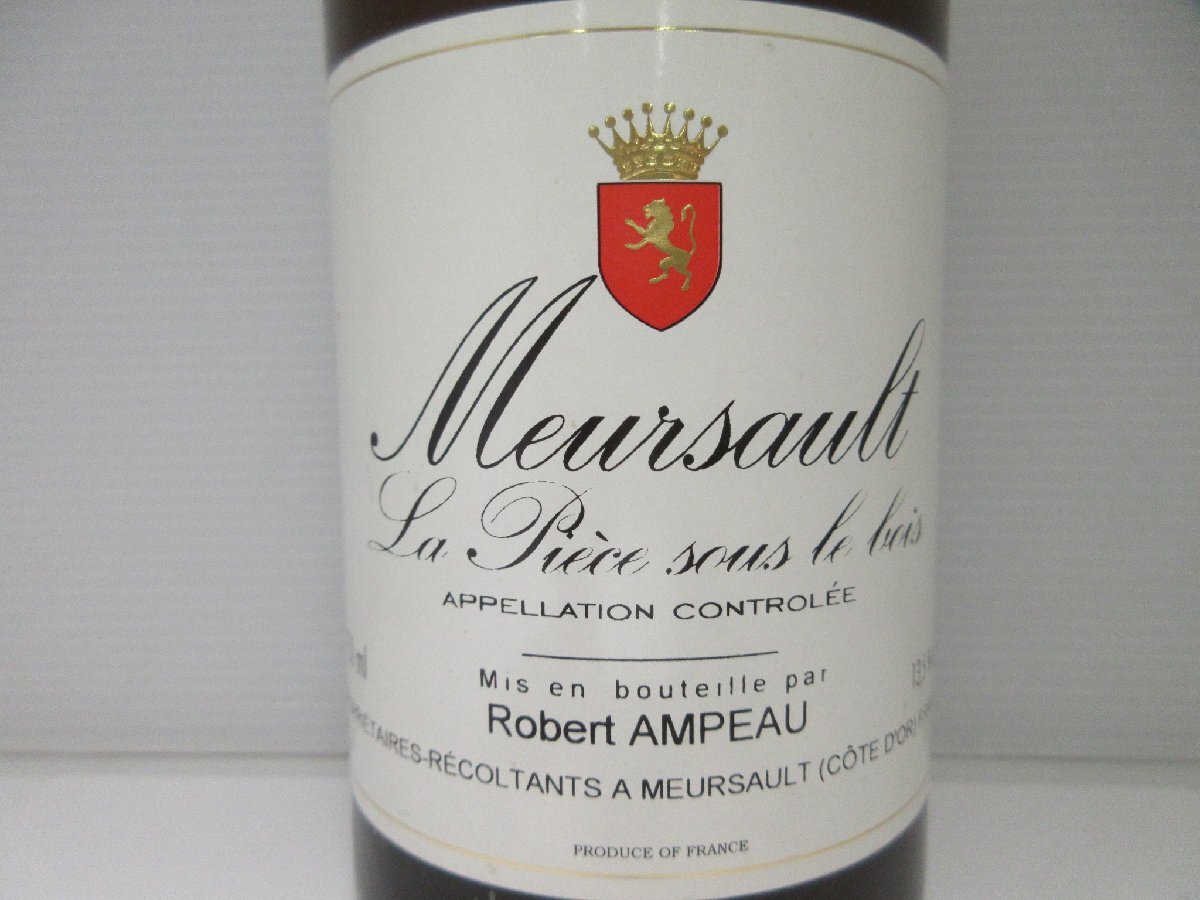 Meursault
La Pièce sous le bois
APPELLATION CONTROLÉE
ml
Mis en bouteille par
Robert AMPEAU
RÉCOLTANTS A MEURSAULT (CÔTE D'OR)
PRODUCE OF FRANCE